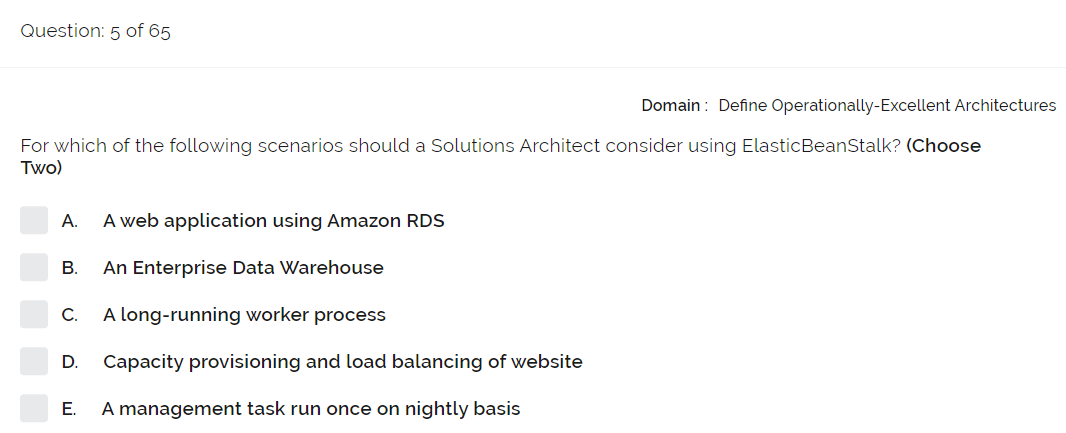 Question: 5 of 65
Domain : Define Operationally-Excellent Architectures
For which of the following scenarios should a Solutions Architect consider using ElasticBeanStalk? (Choose
Two)
A. A web application using Amazon RDS
B. An Enterprise Data Warehouse
C. A long-running worker process
D. Capacity provisioning and load balancing of website
E. A management task run once on nightly basis